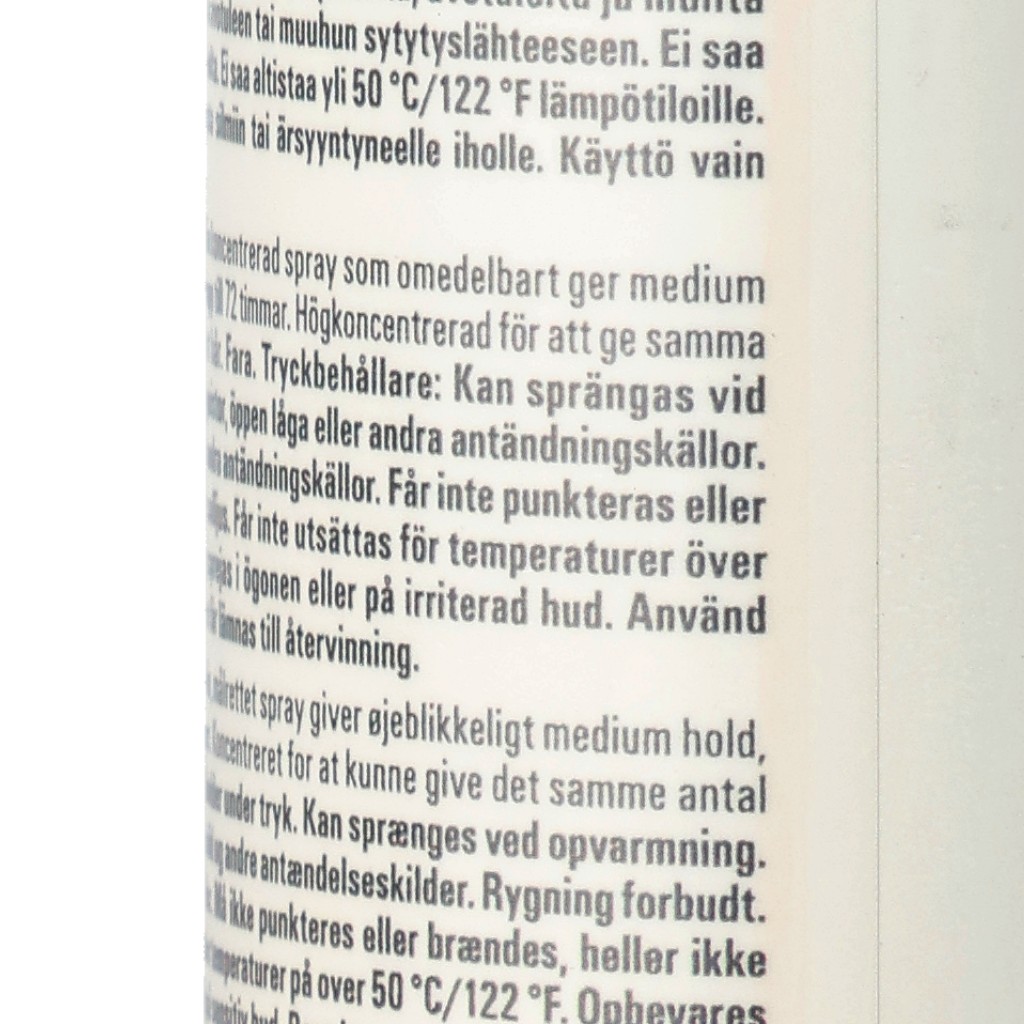 tai muuhun sytytyslähteeseen. Ei saa
Ei saa altistaa yli 50 °C/122 °F lämpötiloille.
silmiin tai ärsyyntyneelle iholle. Käyttö vain
spray som omedelbart ger medium
till 72 timmar. Högkoncentrerad för att ge samma
Fara. Tryckbehållare: Kan sprängas vid
öppen låga eller andra antändningskällor.
antändningskällor. Får inte punkteras eller
Får inte utsättas för temperaturer över
i ögonen eller på irriterad hud. Använd
lämnas till återvinning.
spray giver øjeblikkeligt medium hold,
for at kunne give det samme antal
under tryk. Kan sprænges ved opvarmning.
andre antændelseskilder. Rygning forbudt.
Må ikke punkteres eller brændes, heller ikke
på over 50 °C/122 °F. Opbevares